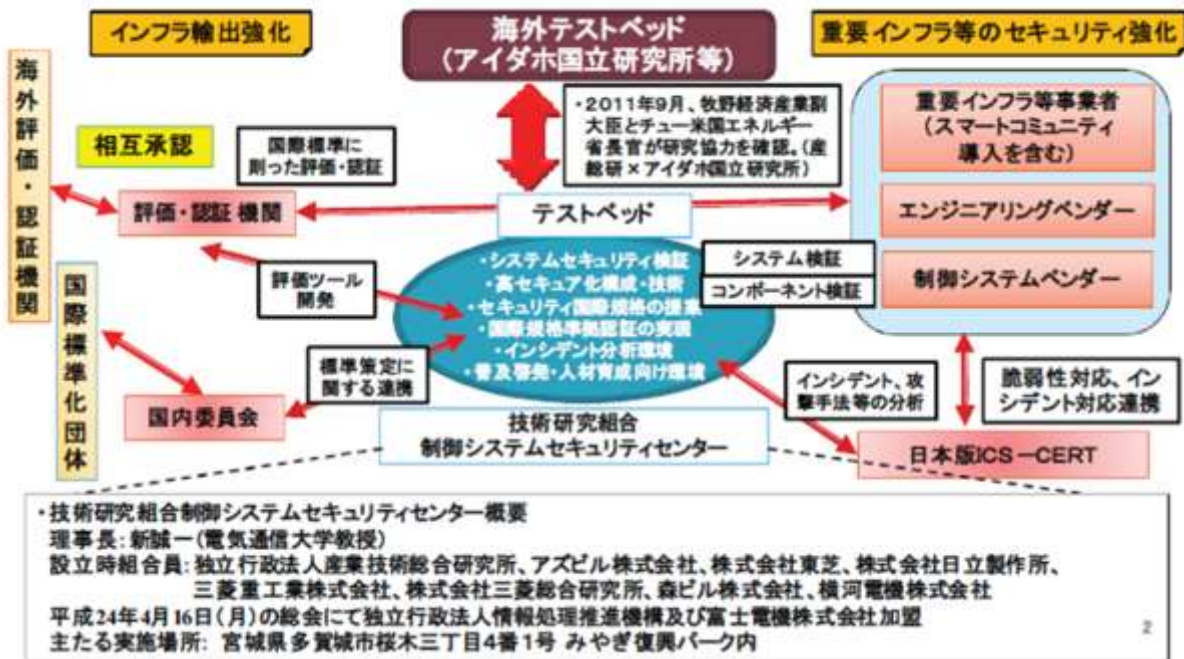 インフラ輸出強化
海外テストベッド
(アイダホ国立研究所等)
重要インフラ等のセキュリティ強化
海外評価・認証機関
相互承認
国際標準に
則った評価・認証
・2011年9月、牧野経済産業副
大臣とチュー米国エネルギー
省長官が研究協力を確認。(産
総研×アイダホ国立研究所)
重要インフラ等事業者
(スマートコミュニティ
導入を含む)
評価・認証機関
テストベッド
エンジニアリングベンダー
国際標準化団体
評価ツール
開発
・システムセキュリティ検証
・高セキュア化構成・技術
・セキュリティ国際規格の提案
・国際規格準拠認証の実現
・インシデント分析環境
・普及啓発・人材育成向け環境
システム検証
コンポーネント検証
制御システムベンダー
標準策定に
関する連携
インシデント、攻
撃手法等の分析
脆弱性対応、イン
シデント対応連携
国内委員会
技術研究組合
制御システムセキュリティセンター
日本版ICS-CERT
・技術研究組合制御システムセキュリティセンター概要
理事長:新誠一(電気通信大学教授)
設立時組合員:独立行政法人産業技術総合研究所、アズビル株式会社、株式会社東芝、株式会社日立製作所、
三菱重工業株式会社、株式会社三菱総合研究所、森ビル株式会社、横河電機株式会社
平成24年4月16日(月)の総会にて独立行政法人情報処理推進機構及び富士電機株式会社加盟
主たる実施場所: 宮城県多賀城市桜木三丁目4番1号 みやぎ復興パーク内
2